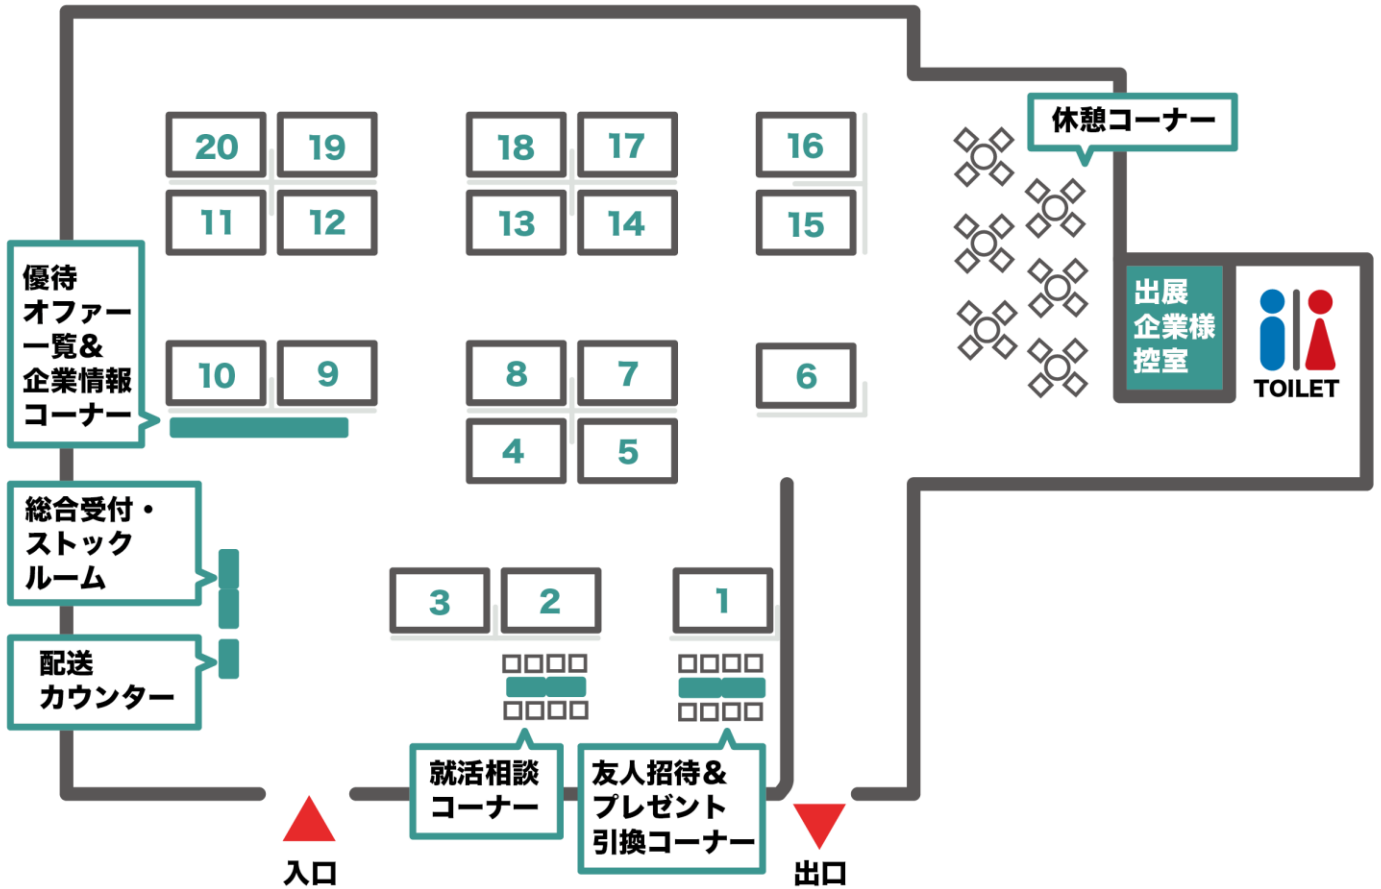 休憩コーナー
20
19
18
17
16
11
12
13
14
15
優待
オファー
一覧&
企業情報
コーナー
出展
企業様
控室
TOILET
10
9
8
7
6
4
5
総合受付・
ストック
ルーム
3
2
1
配送
カウンター
就活相談
コーナー
友人招待&
プレゼント
引換コーナー
入口
出口